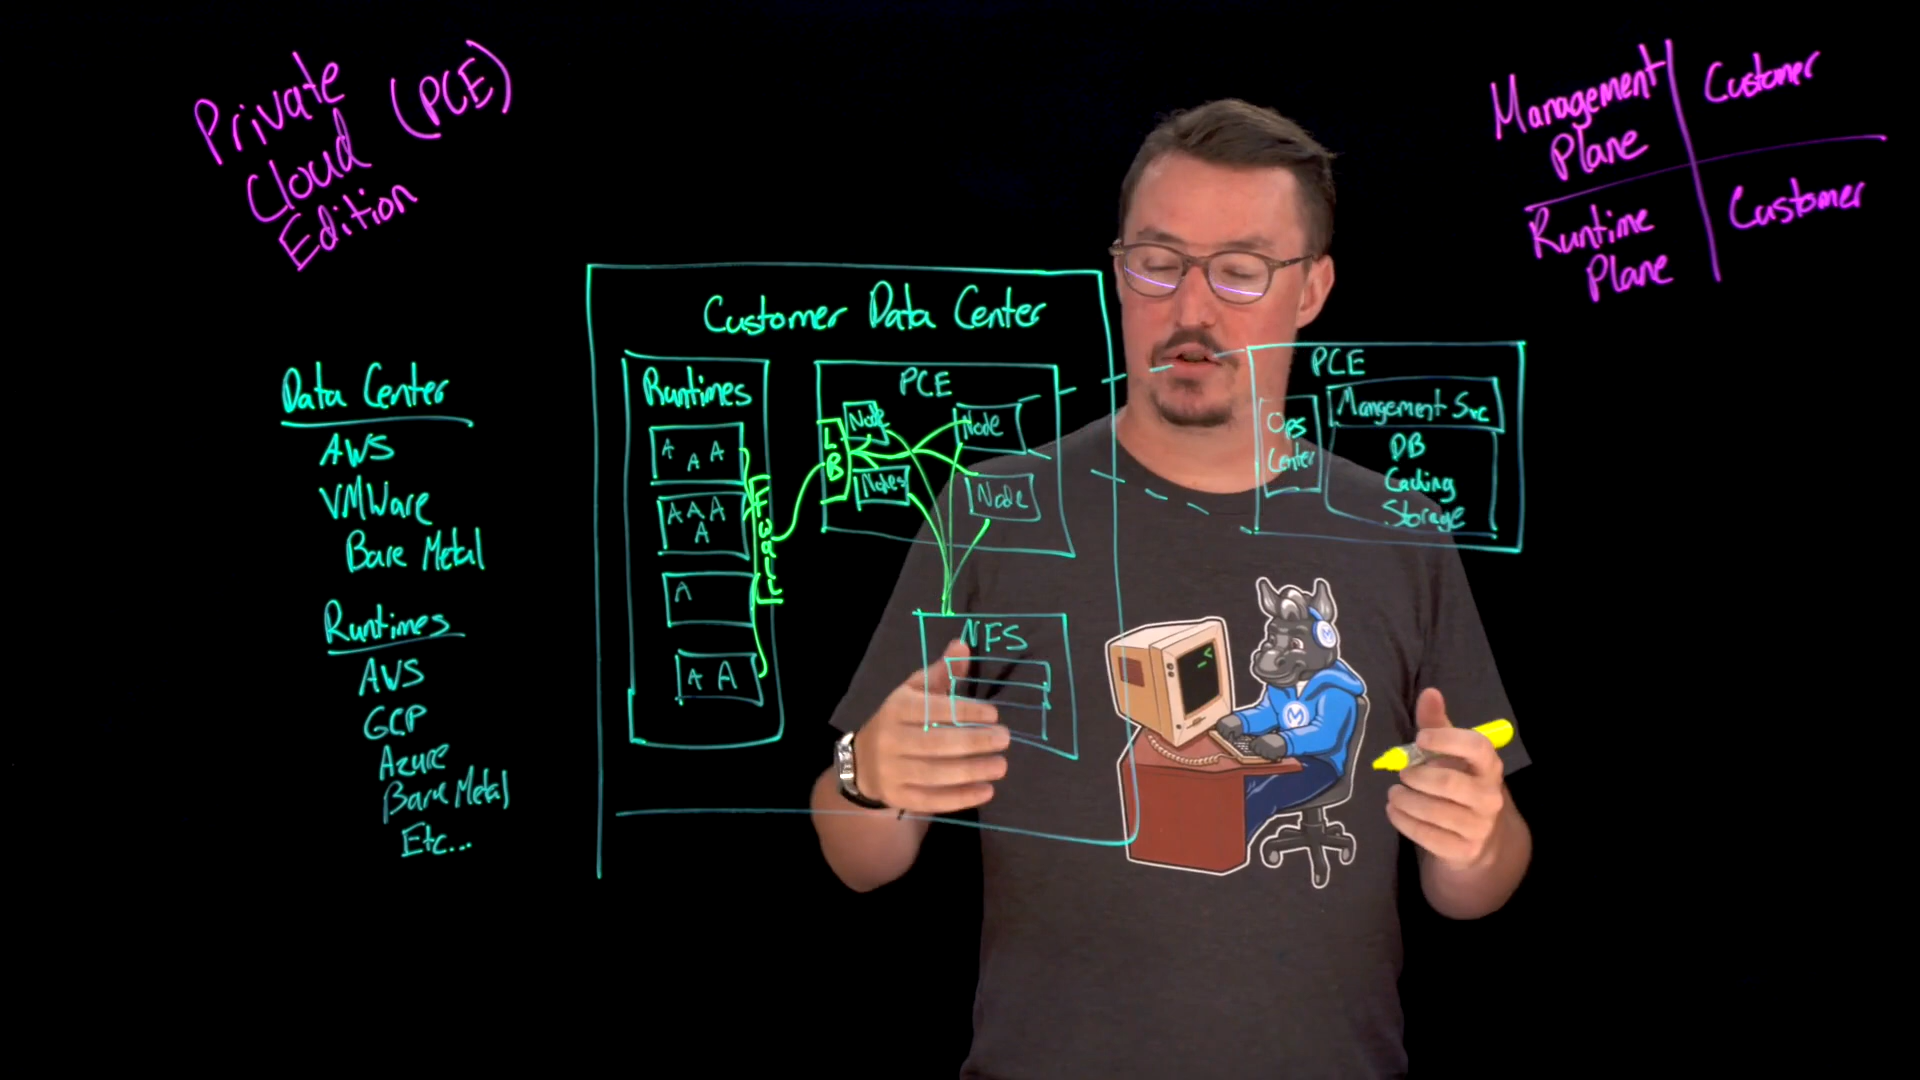 Private
Cloud
Edition
(PCE)
Management
Plane
Customer
Runtime
Plane
Customer
Data Center
AWS
VMWare
Bare Metal
Runtimes
AWS
GCP
Azure
Bare Metal
Etc...
Customer Data Center
Runtimes
A A A
A A A
A
A
A A
FWall
PCE
LB
Node
Nodes
Node
Node
NFS
PCE
Ops
Center
Mangement Svc
DB
Caching
Storage